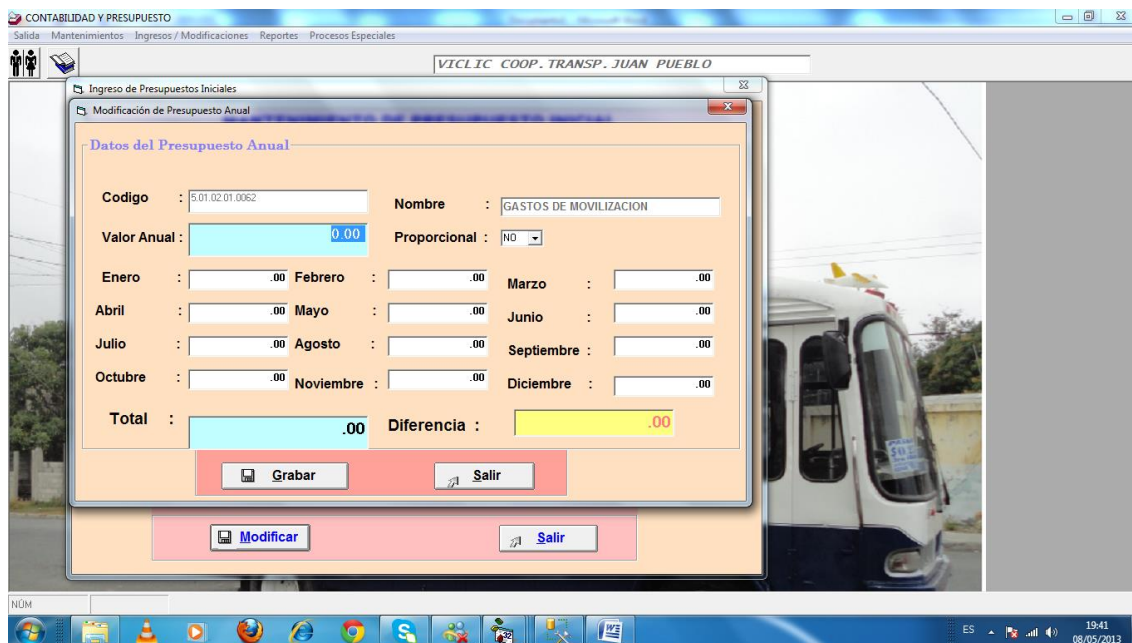 CONTABILIDAD Y PRESUPUESTO
Salida Mantenimientos Ingresos / Modificaciones Reportes Procesos Especiales
VICLIC COOP.TRANSP.JUAN PUEBLO
Ingreso de Presupuestos Iniciales
Modificación de Presupuesto Anual
MANTENIMIENTO DE PRESUPUESTO INICIAL
Datos del Presupuesto Anual
Codigo : 5.01.02.01.0062 Nombre : GASTOS DE MOVILIZACION
Valor Anual : 0.00 Proporcional : NO
Enero : .00 Febrero : .00 Marzo : .00
Abril : .00 Mayo : .00 Junio : .00
Julio : .00 Agosto : .00 Septiembre : .00
Octubre : .00 Noviembre : .00 Diciembre : .00
Total : .00 Diferencia : .00
Grabar Salir
Modificar Salir
NÚM
ES 19:41
08/05/2013